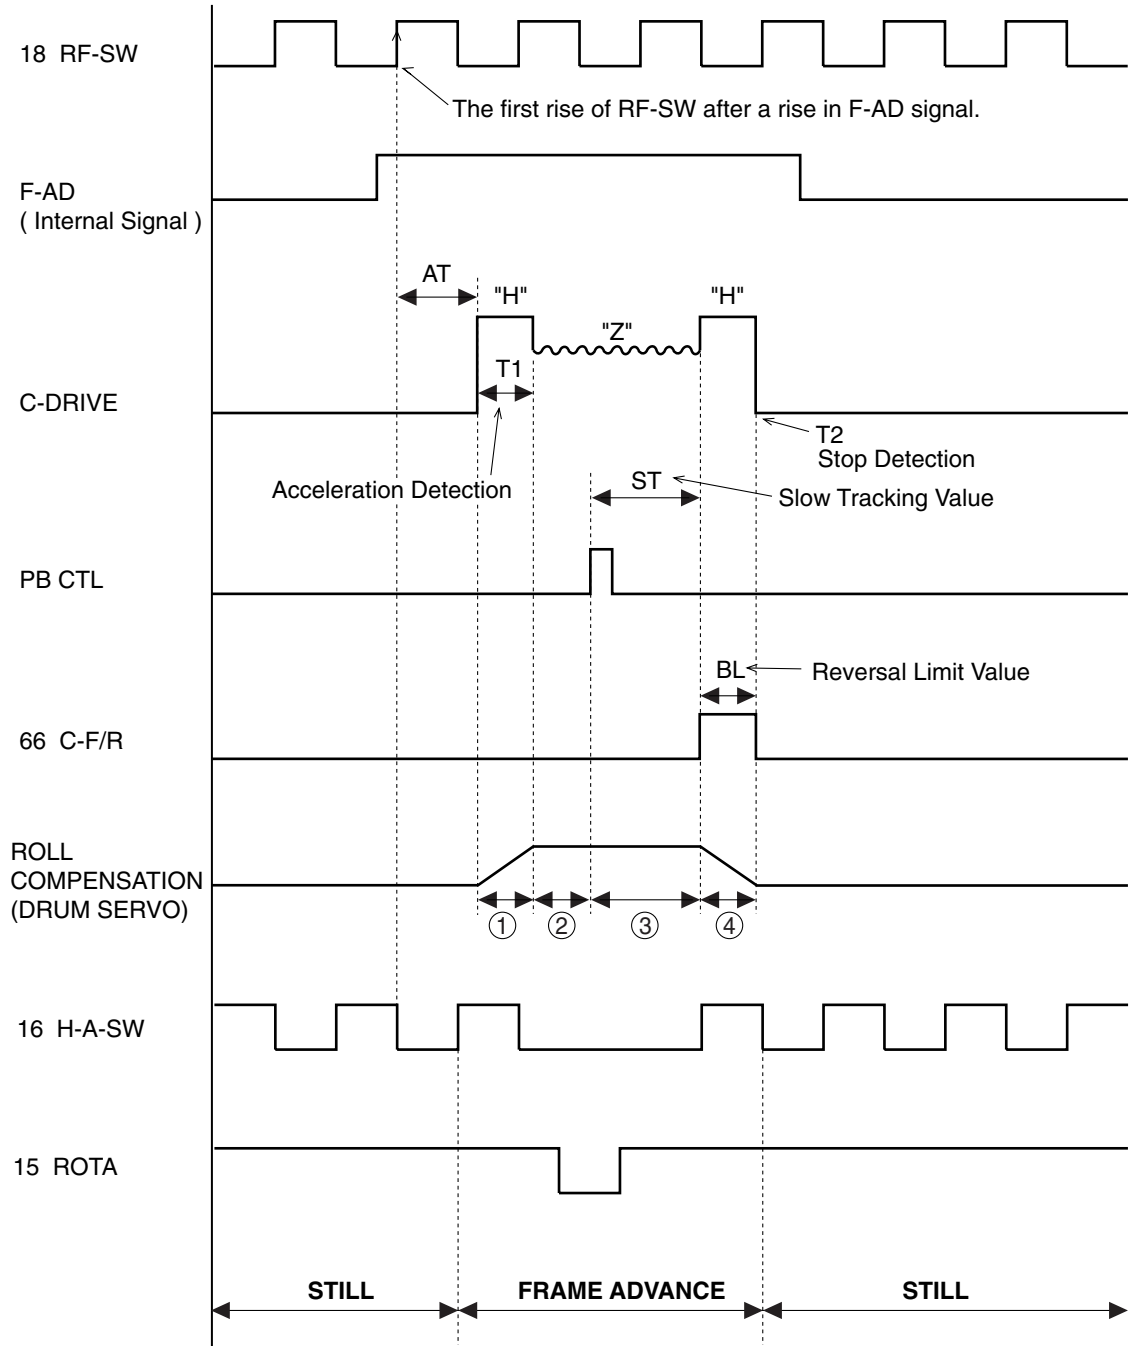 18 RF-SW
The first rise of RF-SW after a rise in F-AD signal.
F-AD
( Internal Signal )
AT
"H"
"H"
"Z"
T1
C-DRIVE
T2
Stop Detection
Acceleration Detection
ST
Slow Tracking Value
PB CTL
BL
Reversal Limit Value
66 C-F/R
ROLL
COMPENSATION
(DRUM SERVO)
① ② ③ ④
16 H-A-SW
15 ROTA
STILL FRAME ADVANCE STILL